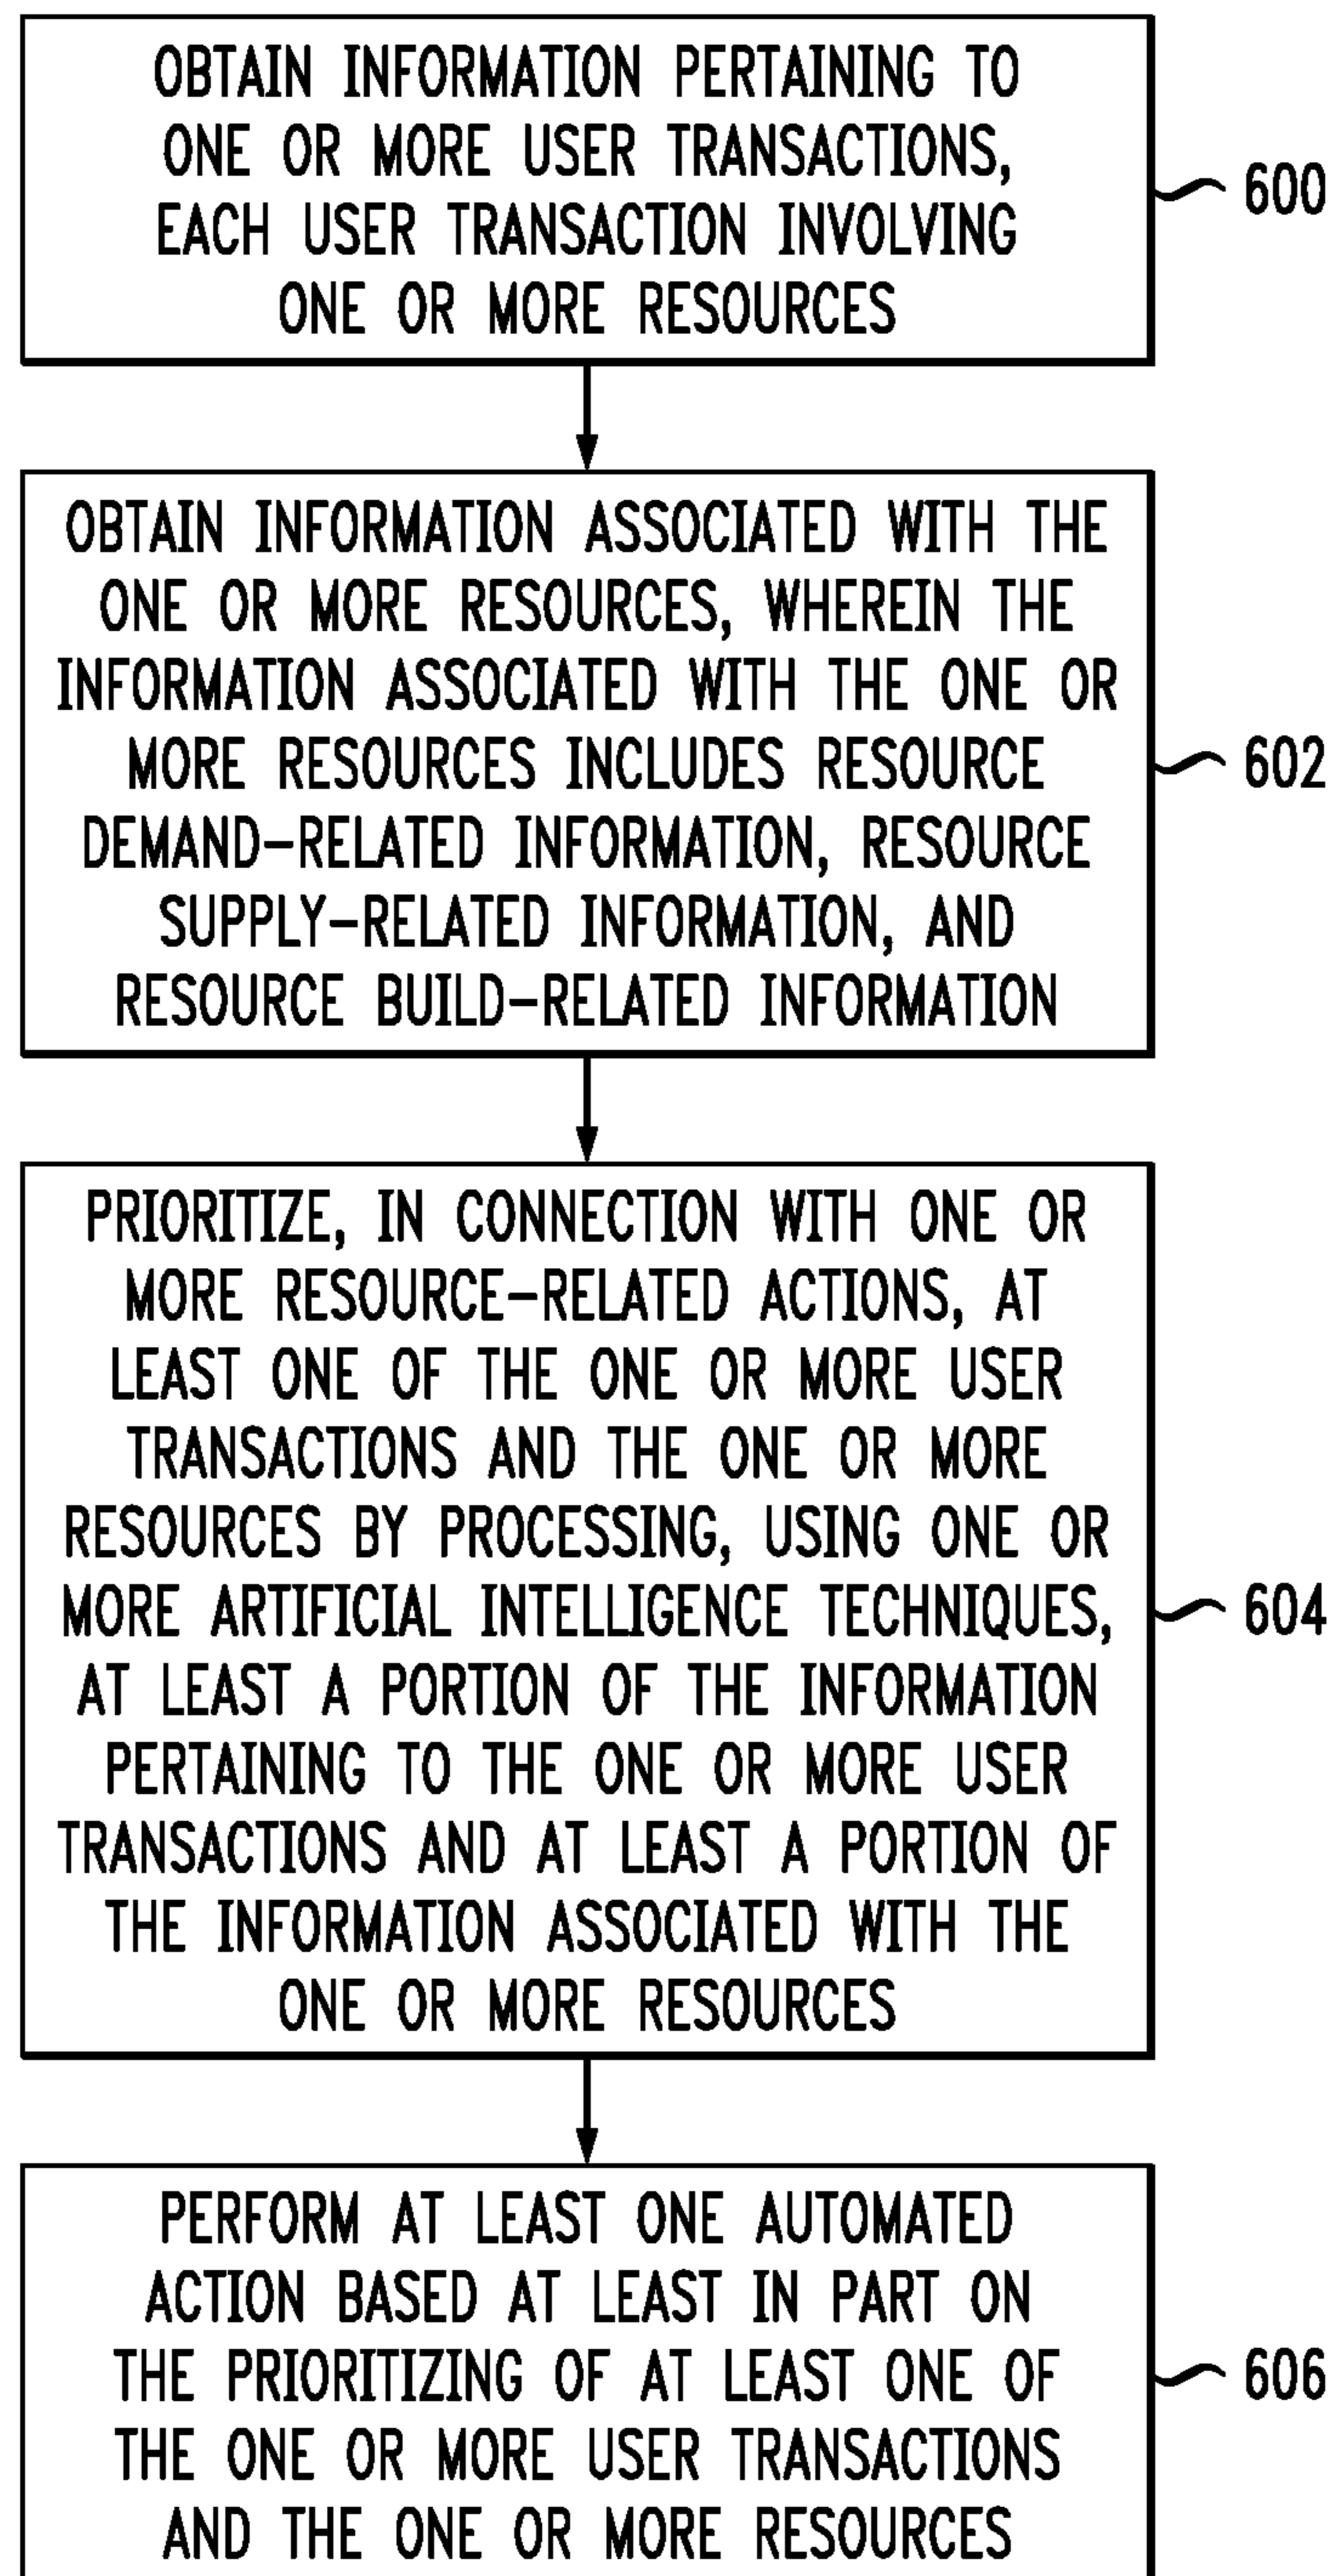 OBTAIN INFORMATION PERTAINING TO
ONE OR MORE USER TRANSACTIONS,
EACH USER TRANSACTION INVOLVING
ONE OR MORE RESOURCES
600
OBTAIN INFORMATION ASSOCIATED WITH THE
ONE OR MORE RESOURCES, WHEREIN THE
INFORMATION ASSOCIATED WITH THE ONE OR
MORE RESOURCES INCLUDES RESOURCE
DEMAND-RELATED INFORMATION, RESOURCE
SUPPLY-RELATED INFORMATION, AND
RESOURCE BUILD-RELATED INFORMATION
602
PRIORITIZE, IN CONNECTION WITH ONE OR
MORE RESOURCE-RELATED ACTIONS, AT
LEAST ONE OF THE ONE OR MORE USER
TRANSACTIONS AND THE ONE OR MORE
RESOURCES BY PROCESSING, USING ONE OR
MORE ARTIFICIAL INTELLIGENCE TECHNIQUES,
AT LEAST A PORTION OF THE INFORMATION
PERTAINING TO THE ONE OR MORE USER
TRANSACTIONS AND AT LEAST A PORTION OF
THE INFORMATION ASSOCIATED WITH THE
ONE OR MORE RESOURCES
604
PERFORM AT LEAST ONE AUTOMATED
ACTION BASED AT LEAST IN PART ON
THE PRIORITIZING OF AT LEAST ONE OF
THE ONE OR MORE USER TRANSACTIONS
AND THE ONE OR MORE RESOURCES
606